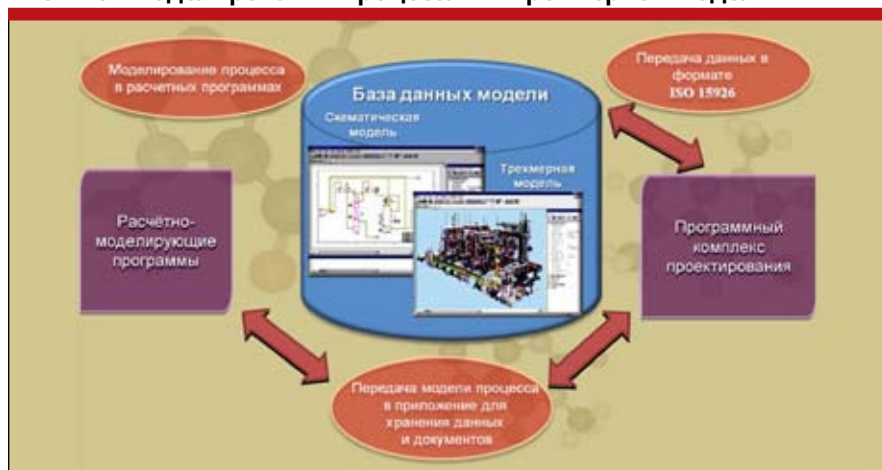 Моделирование процесса
в расчетных программах
База данных модели
Схематическая
модель
Трехмерная
модель
Передача данных в
формате
ISO 15926
Расчётно-
моделирующие
программы
Программный
комплекс
проектирования
Передача модели процесса
в приложение для
хранения данных
и документов